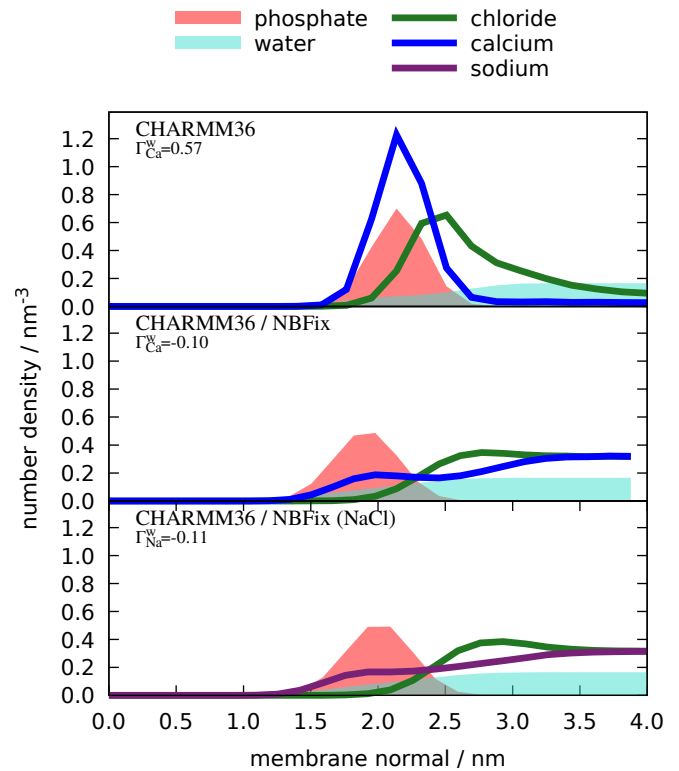 phosphate
water
chloride
calcium
sodium
number density / nm⁻³
CHARMM36
Γʷ_Ca=0.57
1.2
1.0
0.8
0.6
0.4
0.2
0.0
CHARMM36 / NBFix
Γʷ_Ca=-0.10
1.2
1.0
0.8
0.6
0.4
0.2
0.0
CHARMM36 / NBFix (NaCl)
Γʷ_Na=-0.11
1.2
1.0
0.8
0.6
0.4
0.2
0.0
0.0 0.5 1.0 1.5 2.0 2.5 3.0 3.5 4.0
membrane normal / nm